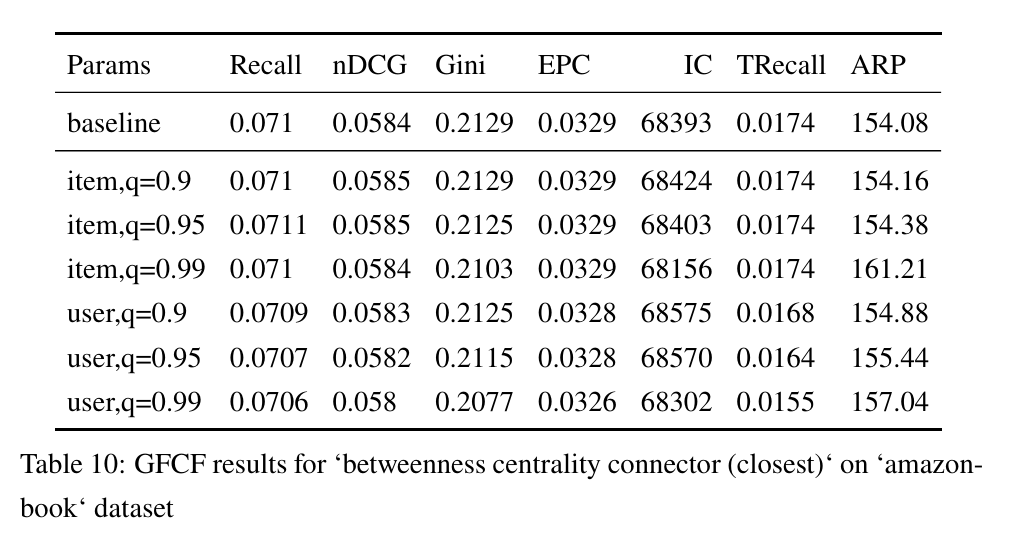 Params Recall nDCG Gini EPC IC TRecall ARP
baseline 0.071 0.0584 0.2129 0.0329 68393 0.0174 154.08
item,q=0.9 0.071 0.0585 0.2129 0.0329 68424 0.0174 154.16
item,q=0.95 0.0711 0.0585 0.2125 0.0329 68403 0.0174 154.38
item,q=0.99 0.071 0.0584 0.2103 0.0329 68156 0.0174 161.21
user,q=0.9 0.0709 0.0583 0.2125 0.0328 68575 0.0168 154.88
user,q=0.95 0.0707 0.0582 0.2115 0.0328 68570 0.0164 155.44
user,q=0.99 0.0706 0.058 0.2077 0.0326 68302 0.0155 157.04
Table 10: GFCF results for ‘betweenness centrality connector (closest)‘ on ‘amazon-
book‘ dataset